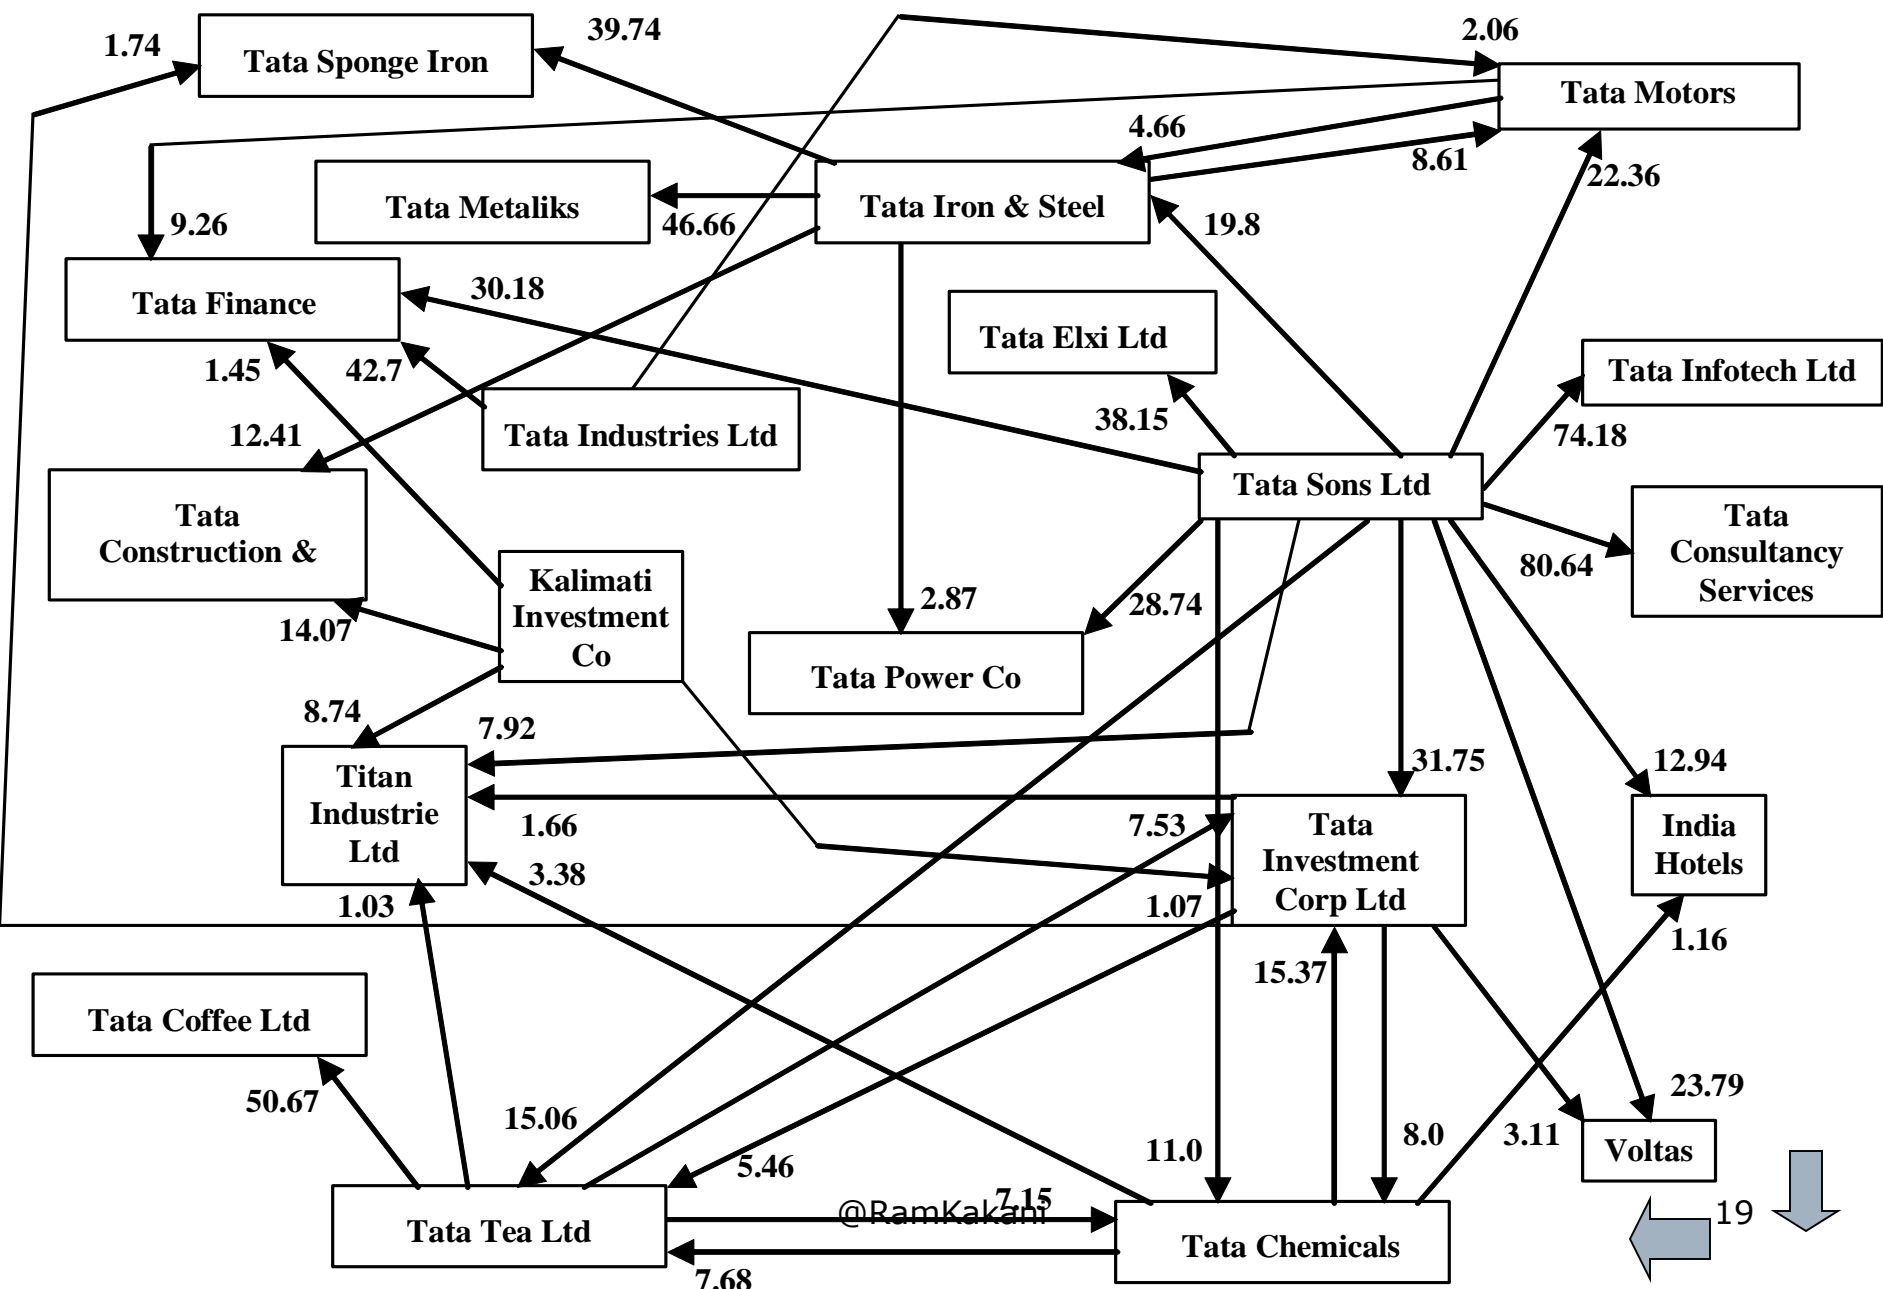 39.74
2.06
1.74
Tata Sponge Iron
Tata Motors
4.66
8.61
22.36
Tata Metaliks
Tata Iron & Steel
9.26
46.66
19.8
30.18
Tata Finance
Tata Elxi Ltd
1.45
42.7
Tata Infotech Ltd
38.15
12.41
Tata Industries Ltd
74.18
Tata Sons Ltd
Tata
Construction &
Tata
Consultancy
Services
80.64
Kalimati
Investment
Co
2.87
28.74
14.07
Tata Power Co
8.74
7.92
31.75
12.94
Titan
Industrie
Ltd
1.66
7.53
Tata
Investment
Corp Ltd
India
Hotels
3.38
1.03
1.07
1.16
15.37
Tata Coffee Ltd
50.67
15.06
23.79
11.0
8.0
3.11
Voltas
5.46
7.15
@RamKakani
19
Tata Tea Ltd
Tata Chemicals
7.68